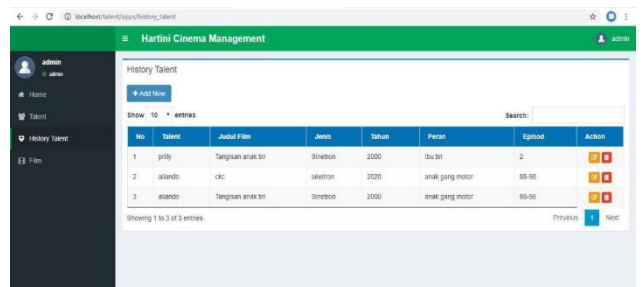 localhost/talent/apps/history_talent
Hartini Cinema Management
admin
admin
admin
Home
Talent
History Talent
Film
History Talent
+ Add New
Show 10 entries
Search:
No Talent Judul Film Jenis Tahun Peran Episod Action
1 prilly Tangisan anak tiri Sinetron 2000 Ibu tiri 2
2 aliando ckc sinetron 2020 anak gang motor 88-98
3 aliando Tangisan anak tiri Sinetron 2000 anak gang motor 88-98
Showing 1 to 3 of 3 entries
Previous 1 Next